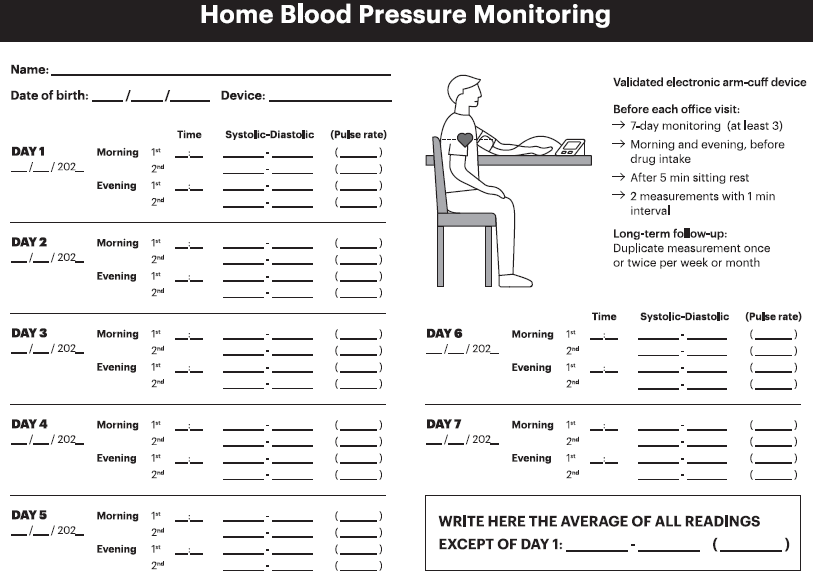 Home Blood Pressure Monitoring
Name: ____
Date of birth: ____ /____ /____ Device: ____
Time Systolic-Diastolic (Pulse rate)
DAY 1 Morning 1st __:__ ____-____ (____)
__/__/ 202_ 2nd ____-____ (____)
Evening 1st __:__ ____-____ (____)
2nd ____-____ (____)
DAY 2 Morning 1st __:__ ____-____ (____)
__/__/ 202_ 2nd ____-____ (____)
Evening 1st __:__ ____-____ (____)
2nd ____-____ (____)
DAY 3 Morning 1st __:__ ____-____ (____)
__/__/ 202_ 2nd ____-____ (____)
Evening 1st __:__ ____-____ (____)
2nd ____-____ (____)
DAY 4 Morning 1st __:__ ____-____ (____)
__/__/ 202_ 2nd ____-____ (____)
Evening 1st __:__ ____-____ (____)
2nd ____-____ (____)
DAY 5 Morning 1st __:__ ____-____ (____)
__/__/ 202_ 2nd ____-____ (____)
Evening 1st __:__ ____-____ (____)
2nd ____-____ (____)
Validated electronic arm-cuff device
Before each office visit:
→ 7-day monitoring (at least 3)
→ Morning and evening, before
drug intake
→ After 5 min sitting rest
→ 2 measurements with 1 min
interval
Long-term follow-up:
Duplicate measurement once
or twice per week or month
Time Systolic-Diastolic (Pulse rate)
DAY 6 Morning 1st __:__ ____-____ (____)
__/__/ 202_ 2nd ____-____ (____)
Evening 1st __:__ ____-____ (____)
2nd ____-____ (____)
DAY 7 Morning 1st __:__ ____-____ (____)
__/__/ 202_ 2nd ____-____ (____)
Evening 1st __:__ ____-____ (____)
2nd ____-____ (____)
WRITE HERE THE AVERAGE OF ALL READINGS
EXCEPT OF DAY 1: ____ - ____ (____)